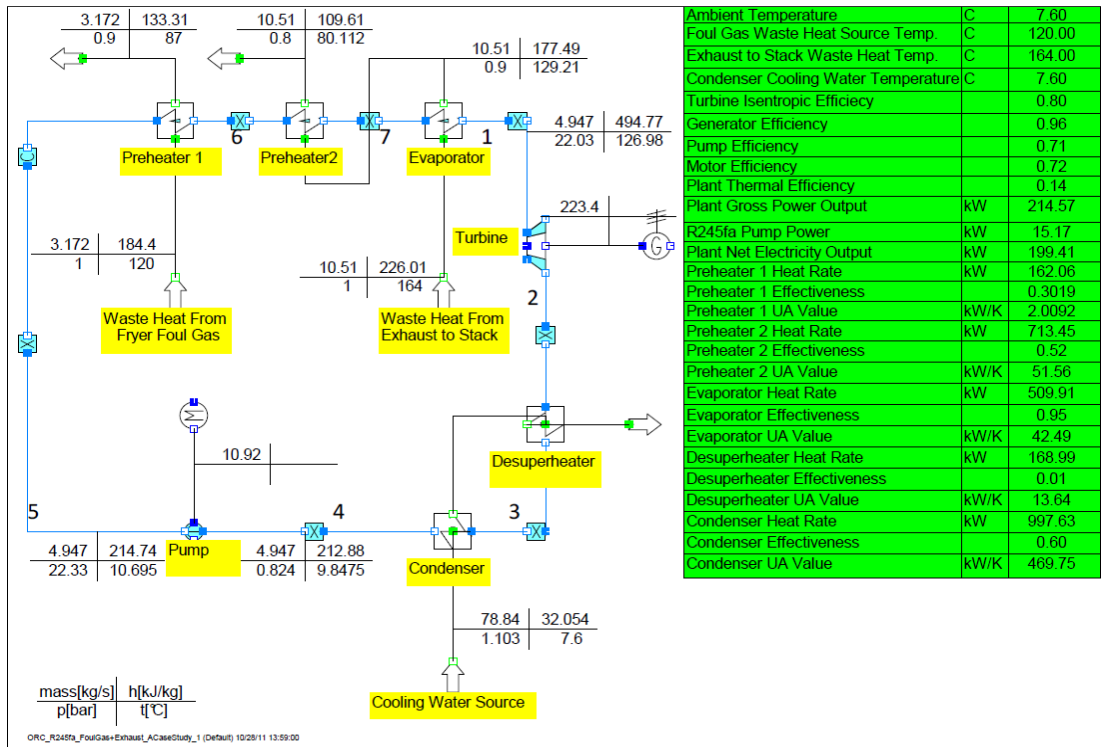 3.172 133.31
0.9 87
10.51 109.61
0.8 80.112
10.51 177.49
0.9 129.21
6
7
1
4.947 494.77
22.03 126.98
Preheater 1
Preheater2
Evaporator
C
X
X
X
X
223.4
Turbine
G
3.172 184.4
1 120
10.51 226.01
1 164
2
Waste Heat From
Fryer Foul Gas
Waste Heat From
Exhaust to Stack
X
X
M
Desuperheater
10.92
5
4
3
X
X
4.947 214.74
22.33 10.695
Pump
4.947 212.88
0.824 9.8475
Condenser
78.84 32.054
1.103 7.6
Cooling Water Source
mass[kg/s] h[kJ/kg]
p[bar] t[°C]
ORC_R245fa_FoulGas+Exhaust_ACaseStudy_1 (Default) 10/28/11 13:59:00
Ambient Temperature C 7.60
Foul Gas Waste Heat Source Temp. C 120.00
Exhaust to Stack Waste Heat Temp. C 164.00
Condenser Cooling Water Temperature C 7.60
Turbine Isentropic Efficiecy 0.80
Generator Efficiency 0.96
Pump Efficiency 0.71
Motor Efficiency 0.72
Plant Thermal Efficiency 0.14
Plant Gross Power Output kW 214.57
R245fa Pump Power kW 15.17
Plant Net Electricity Output kW 199.41
Preheater 1 Heat Rate kW 162.06
Preheater 1 Effectiveness 0.3019
Preheater 1 UA Value kW/K 2.0092
Preheater 2 Heat Rate kW 713.45
Preheater 2 Effectiveness 0.52
Preheater 2 UA Value kW/K 51.56
Evaporator Heat Rate kW 509.91
Evaporator Effectiveness 0.95
Evaporator UA Value kW/K 42.49
Desuperheater Heat Rate kW 168.99
Desuperheater Effectiveness 0.01
Desuperheater UA Value kW/K 13.64
Condenser Heat Rate kW 997.63
Condenser Effectiveness 0.60
Condenser UA Value kW/K 469.75